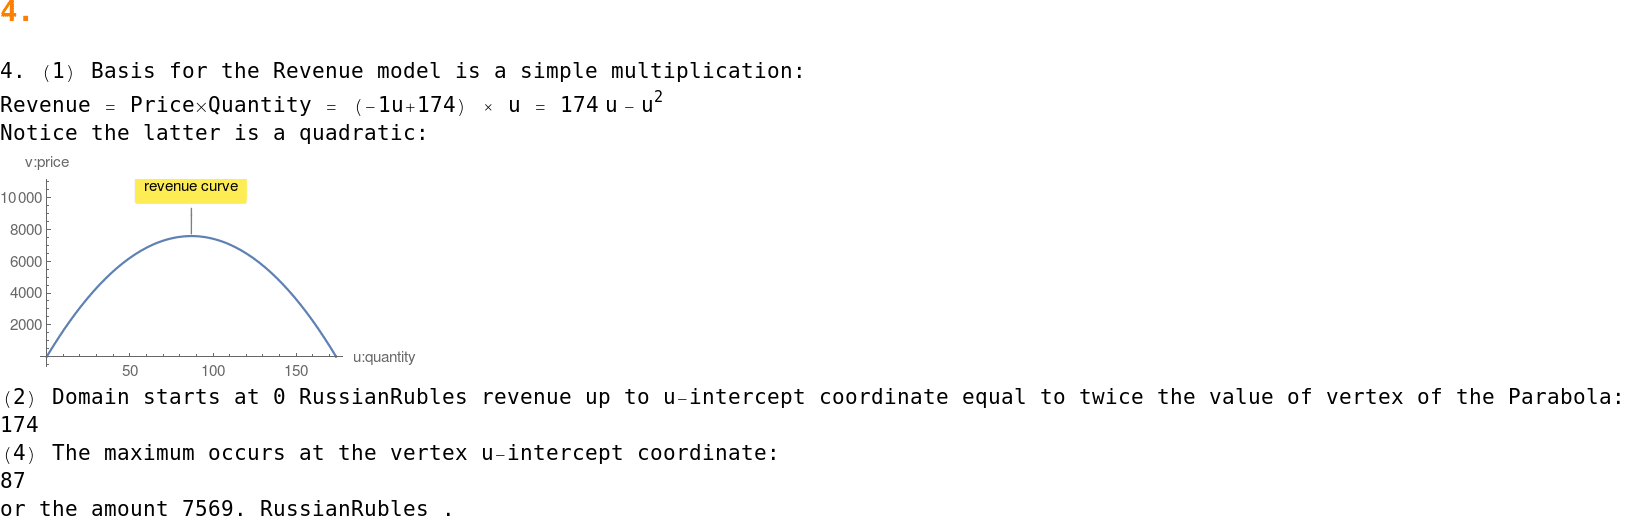 4.
4. (1) Basis for the Revenue model is a simple multiplication:
Revenue = Price×Quantity = (-1u+174) × u = 174 u - u²
Notice the latter is a quadratic:
v:price
revenue curve
10 000
8000
6000
4000
2000
50 100 150
u:quantity
(2) Domain starts at 0 RussianRubles revenue up to u-intercept coordinate equal to twice the value of vertex of the Parabola:
174
(4) The maximum occurs at the vertex u-intercept coordinate:
87
or the amount 7569. RussianRubles .